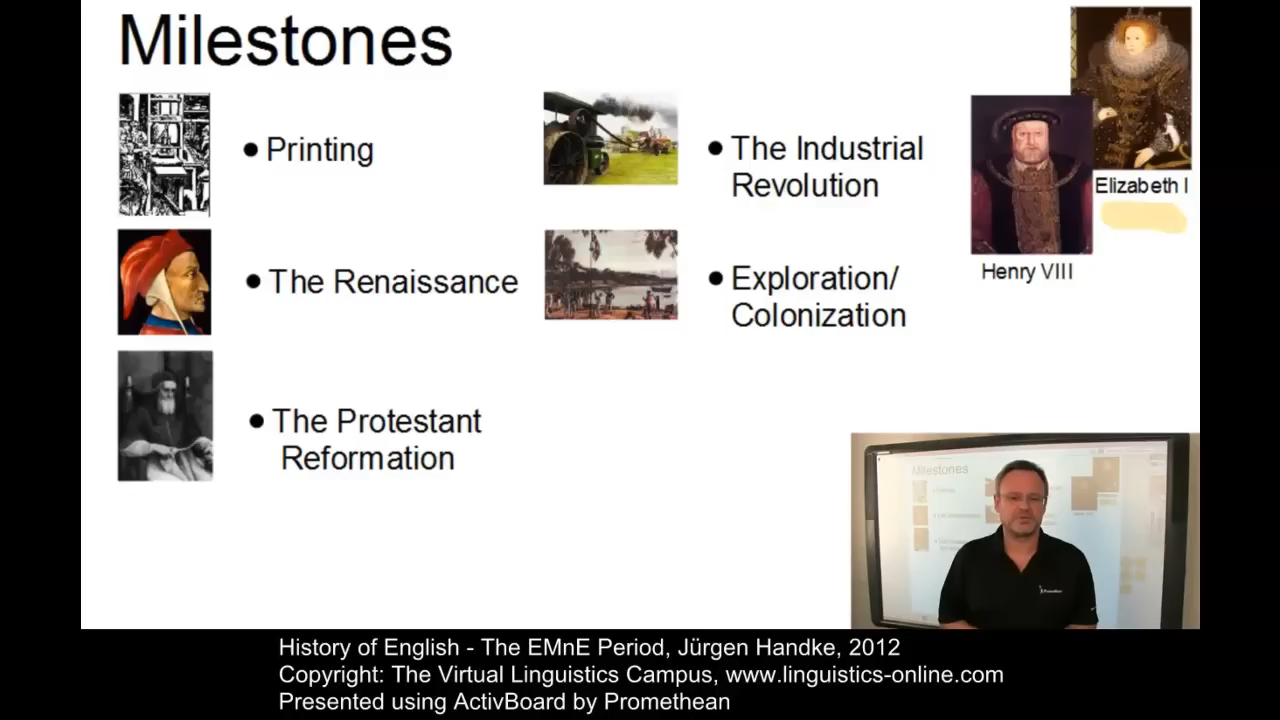 Milestones
• Printing
• The Renaissance
• The Protestant
Reformation
• The Industrial
Revolution
• Exploration/
Colonization
Elizabeth I
Henry VIII
Milestones
History of English - The EMnE Period, Jürgen Handke, 2012
Copyright: The Virtual Linguistics Campus, www.linguistics-online.com
Presented using ActivBoard by Promethean